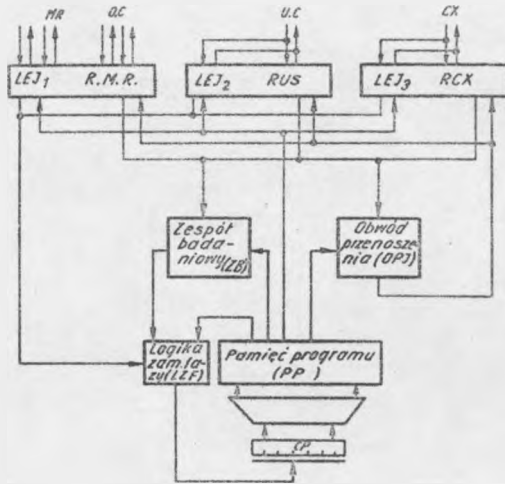 MR O.C U.C CX
LEJ1 R.M.R. LEJ2 RUS LEJ3 RCX
Zespół
bada-
niowy(ZB)
Obwód
przenosze
nia (OPJ)
Logika
zam.fa
zy(LZF)
Pamięć programu
(PP)
CP